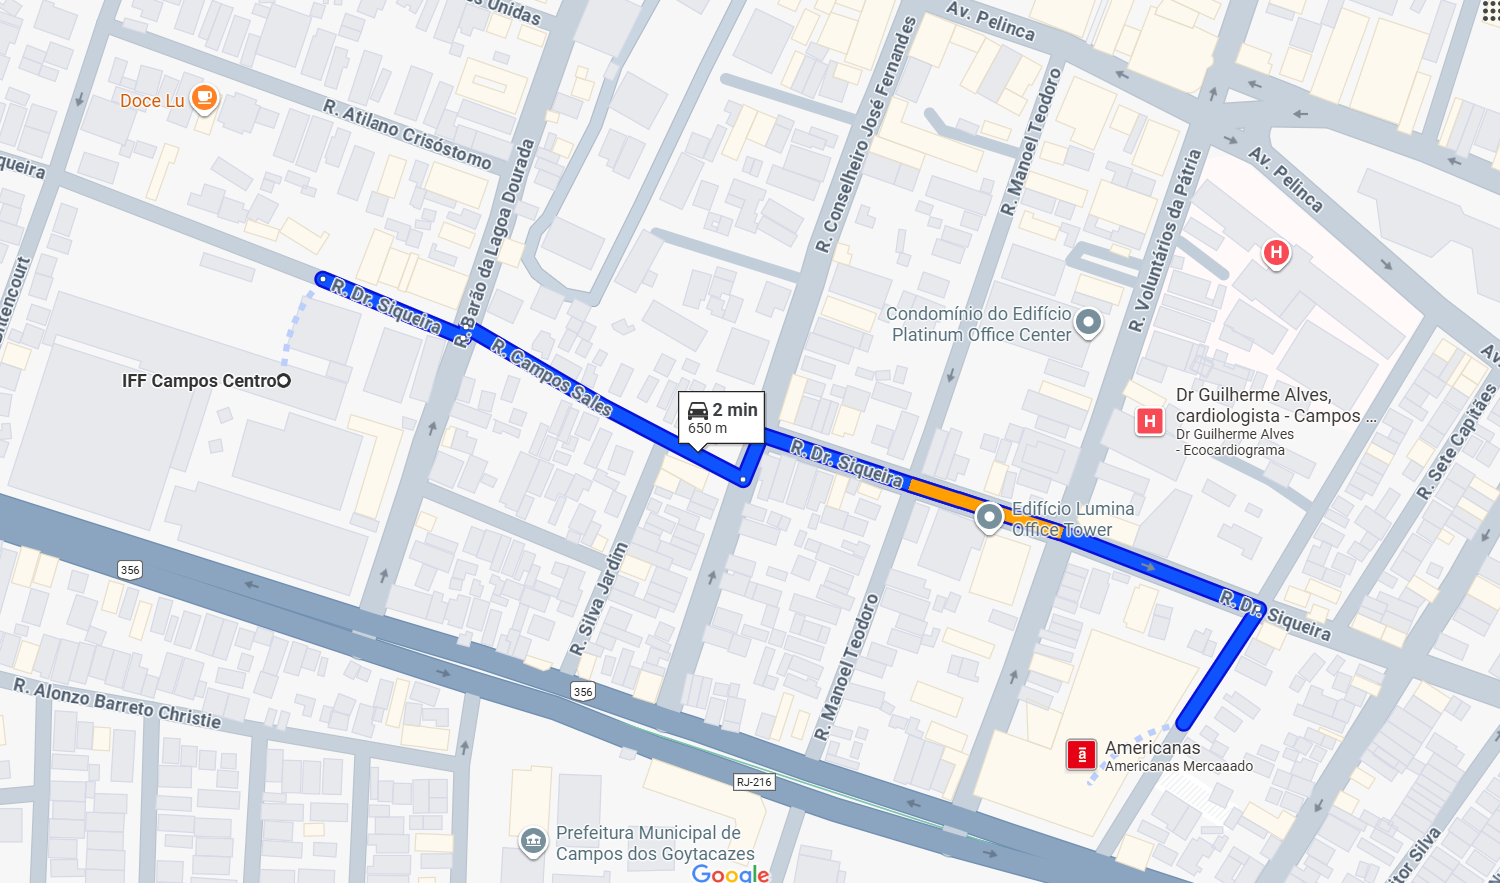 Av. Pelinca
Unidas
Doce Lu
R. Atilano Crisóstomo
queira
R. Conselheiro José Fernandes
R. Manoel Teodoro
R. Voluntários da Pátria
Av. Pelinca
H
R. Barão da Lagoa Dourada
R. Dr. Siqueira
R. Campos Sales
Condomínio do Edifício
Platinum Office Center
Av.
IFF Campos Centro
2 min
650 m
H
Dr Guilherme Alves,
cardiologista - Campos ...
Dr Guilherme Alves
- Ecocardiograma
R. Sete Capitães
R. Dr. Siqueira
Edifício Lumina
Office Tower
356
R. Silva Jardim
R. Dr. Siqueira
R. Manoel Teodoro
356
R. Alonzo Barreto Christie
Americanas
Americanas Mercaaado
RJ-216
Prefeitura Municipal de
Campos dos Goytacazes
Silva
Google